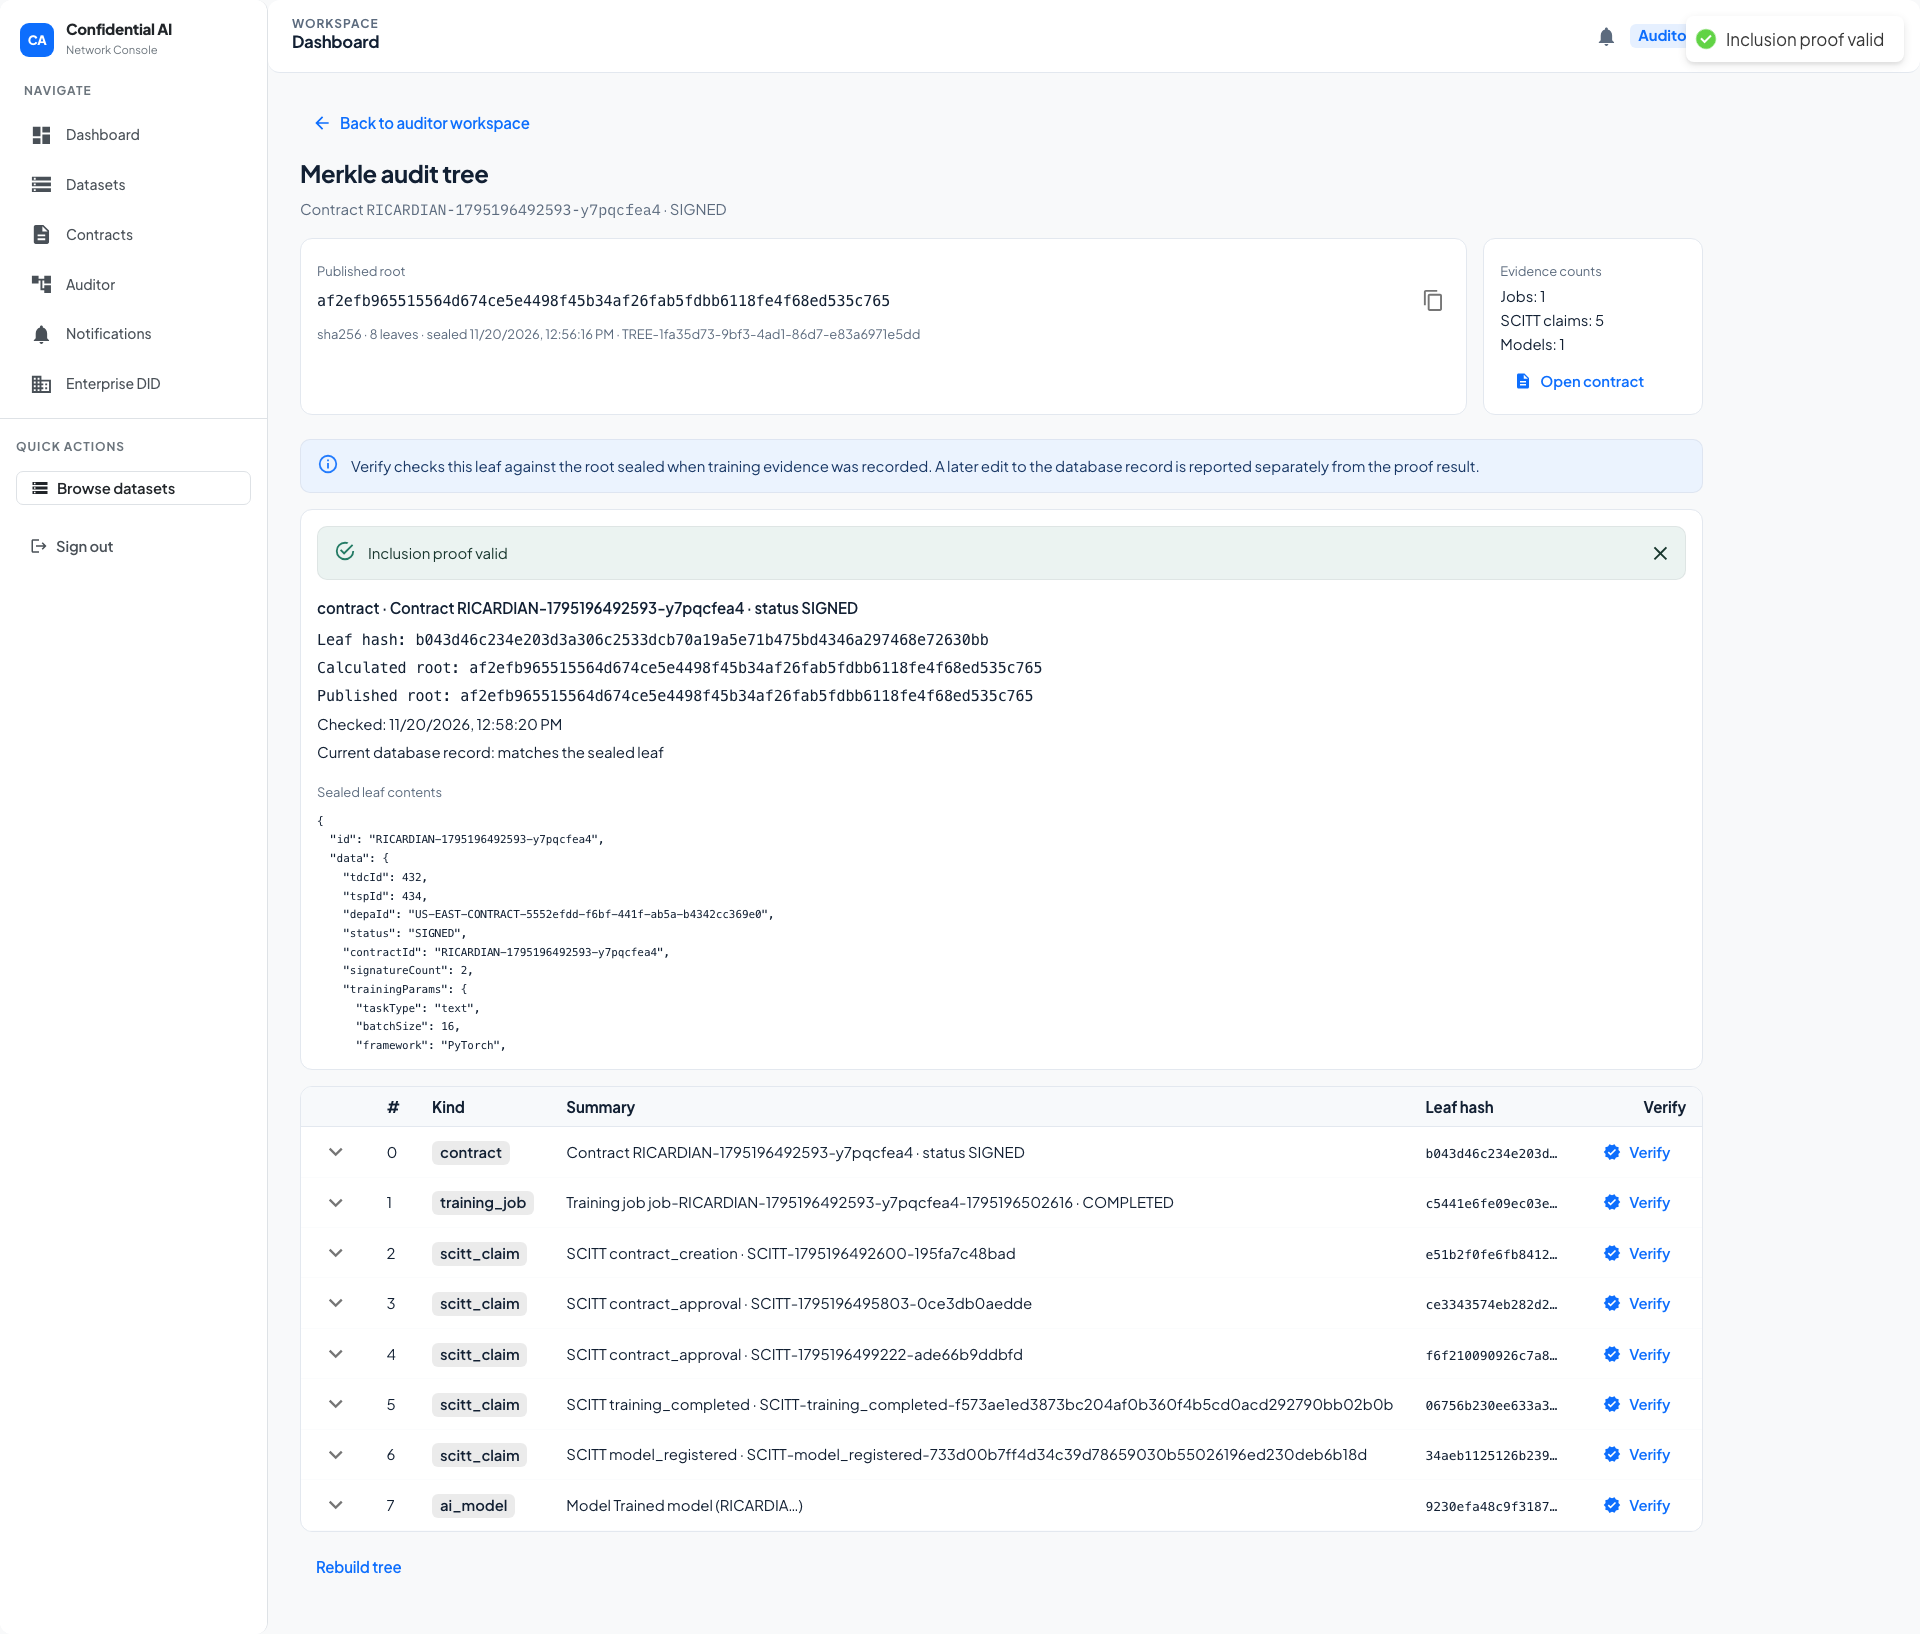 CA
Confidential AI
Network Console
NAVIGATE
Dashboard
Datasets
Contracts
Auditor
Notifications
Enterprise DID
QUICK ACTIONS
Browse datasets
Sign out
WORKSPACE
Dashboard
Audito
Inclusion proof valid
Back to auditor workspace
Merkle audit tree
Contract RICARDIAN-1795196492593-y7pqcfea4 · SIGNED
Published root
af2efb965515564d674ce5e4498f45b34af26fab5fdbb6118fe4f68ed535c765
sha256 · 8 leaves · sealed 11/20/2026, 12:56:16 PM · TREE-1fa35d73-9bf3-4ad1-86d7-e83a6971e5dd
Evidence counts
Jobs: 1
SCITT claims: 5
Models: 1
Open contract
Verify checks this leaf against the root sealed when training evidence was recorded. A later edit to the database record is reported separately from the proof result.
Inclusion proof valid
contract · Contract RICARDIAN-1795196492593-y7pqcfea4 · status SIGNED
Leaf hash: b043d46c234e203d3a306c2533dcb70a19a5e71b475bd4346a297468e72630bb
Calculated root: af2efb965515564d674ce5e4498f45b34af26fab5fdbb6118fe4f68ed535c765
Published root: af2efb965515564d674ce5e4498f45b34af26fab5fdbb6118fe4f68ed535c765
Checked: 11/20/2026, 12:58:20 PM
Current database record: matches the sealed leaf
Sealed leaf contents
{
"id": "RICARDIAN-1795196492593-y7pqcfea4",
"data": {
"tdcId": 432,
"tspId": 434,
"depaId": "US-EAST-CONTRACT-5552efdd-f6bf-441f-ab5a-b4342cc369e0",
"status": "SIGNED",
"contractId": "RICARDIAN-1795196492593-y7pqcfea4",
"signatureCount": 2,
"trainingParams": {
"taskType": "text",
"batchSize": 16,
"framework": "PyTorch",
# Kind Summary Leaf hash Verify
0 contract Contract RICARDIAN-1795196492593-y7pqcfea4 · status SIGNED b043d46c234e203d… Verify
1 training_job Training job job-RICARDIAN-1795196492593-y7pqcfea4-1795196502616 · COMPLETED c5441e6fe09ec03e… Verify
2 scitt_claim SCITT contract_creation · SCITT-1795196492600-195fa7c48bad e51b2f0fe6fb8412… Verify
3 scitt_claim SCITT contract_approval · SCITT-1795196495803-0ce3db0aedde ce3343574eb282d2… Verify
4 scitt_claim SCITT contract_approval · SCITT-1795196499222-ade66b9ddbfd f6f210090926c7a8… Verify
5 scitt_claim SCITT training_completed · SCITT-training_completed-f573ae1ed3873bc204af0b360f4b5cd0acd292790bb02b0b 06756b230ee633a3… Verify
6 scitt_claim SCITT model_registered · SCITT-model_registered-733d00b7ff4d34c39d78659030b55026196ed230deb6b18d 34aeb1125126b239… Verify
7 ai_model Model Trained model (RICARDIA…) 9230efa48c9f3187… Verify
Rebuild tree